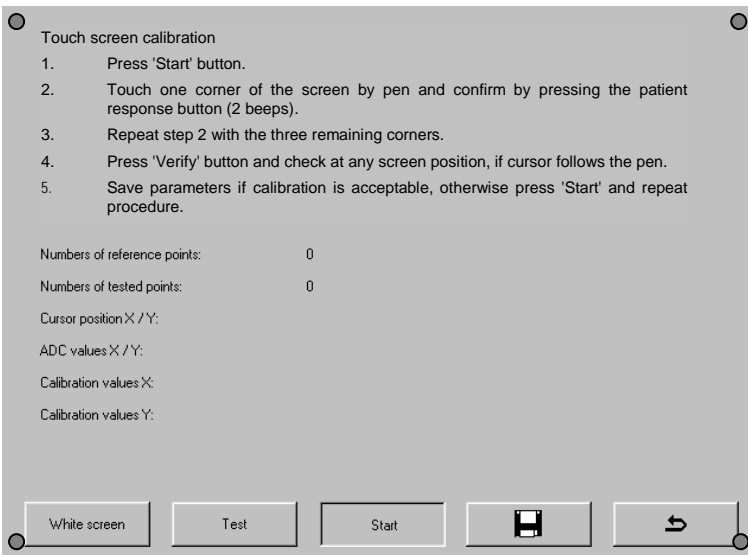 Touch screen calibration
1. Press 'Start' button.
2. Touch one corner of the screen by pen and confirm by pressing the patient
response button (2 beeps).
3. Repeat step 2 with the three remaining corners.
4. Press 'Verify' button and check at any screen position, if cursor follows the pen.
5. Save parameters if calibration is acceptable, otherwise press 'Start' and repeat
procedure.
Numbers of reference points: 0
Numbers of tested points: 0
Cursor position X / Y:
ADC values X / Y:
Calibration values X:
Calibration values Y:
White screen Test Start